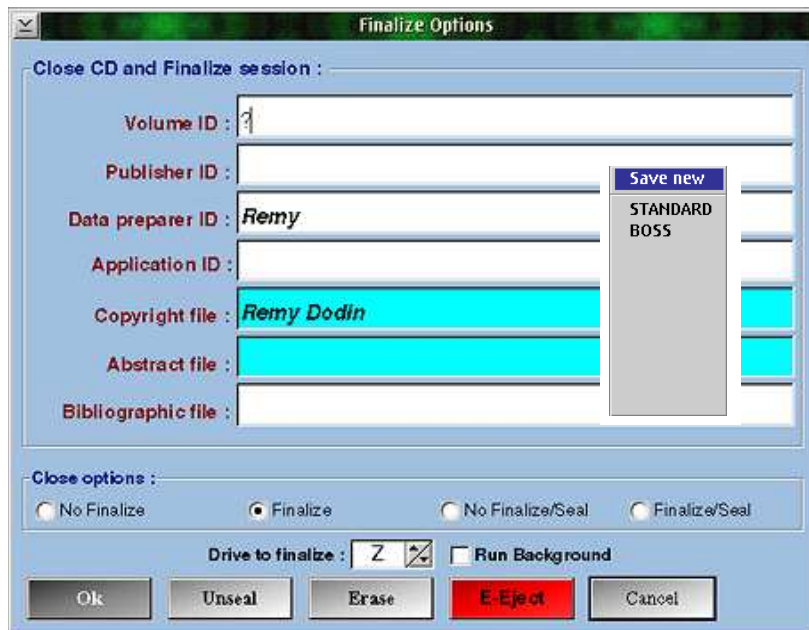 Finalize Options
Close CD and Finalize session :
Volume ID : ?
Publisher ID :
Data preparer ID : Remy
Application ID :
Copyright file : Remy Dodin
Abstract file :
Bibliographic file :
Save new
STANDARD
BOSS
Close options :
No Finalize Finalize No Finalize/Seal Finalize/Seal
Drive to finalize : Z Run Background
Ok Unseal Erase E-Eject Cancel